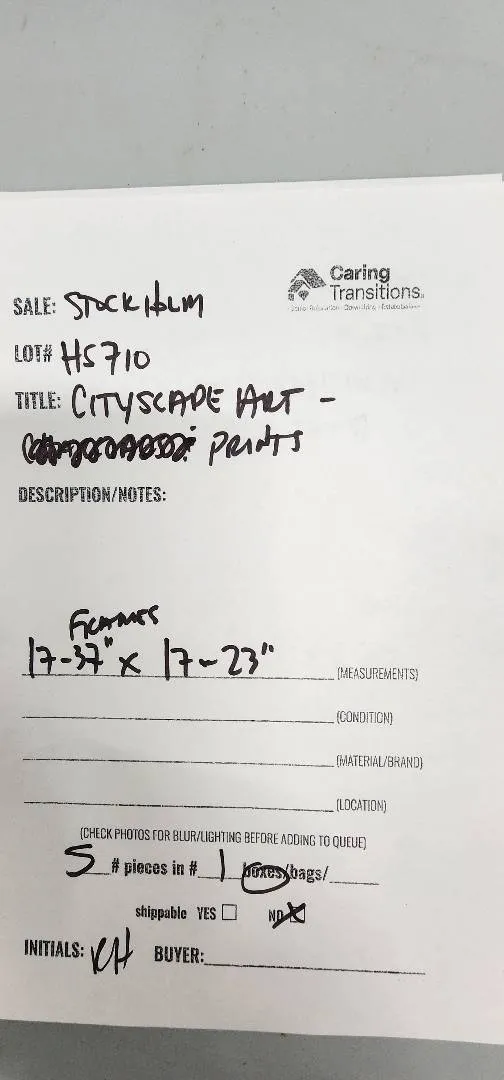 Caring
Transitions
SALE: STOCKHOLM
LOT# HS710
TITLE: CITYSCAPE ART -
PRINTS
DESCRIPTION/NOTES:
FRAMES
17-37" x 17-23" (MEASUREMENTS)
(CONDITION)
(MATERIAL/BRAND)
(LOCATION)
(CHECK PHOTOS FOR BLUR/LIGHTING BEFORE ADDING TO QUEUE)
5 # pieces in # 1 boxes/bags/
shippable YES NO
INITIALS: KH BUYER: